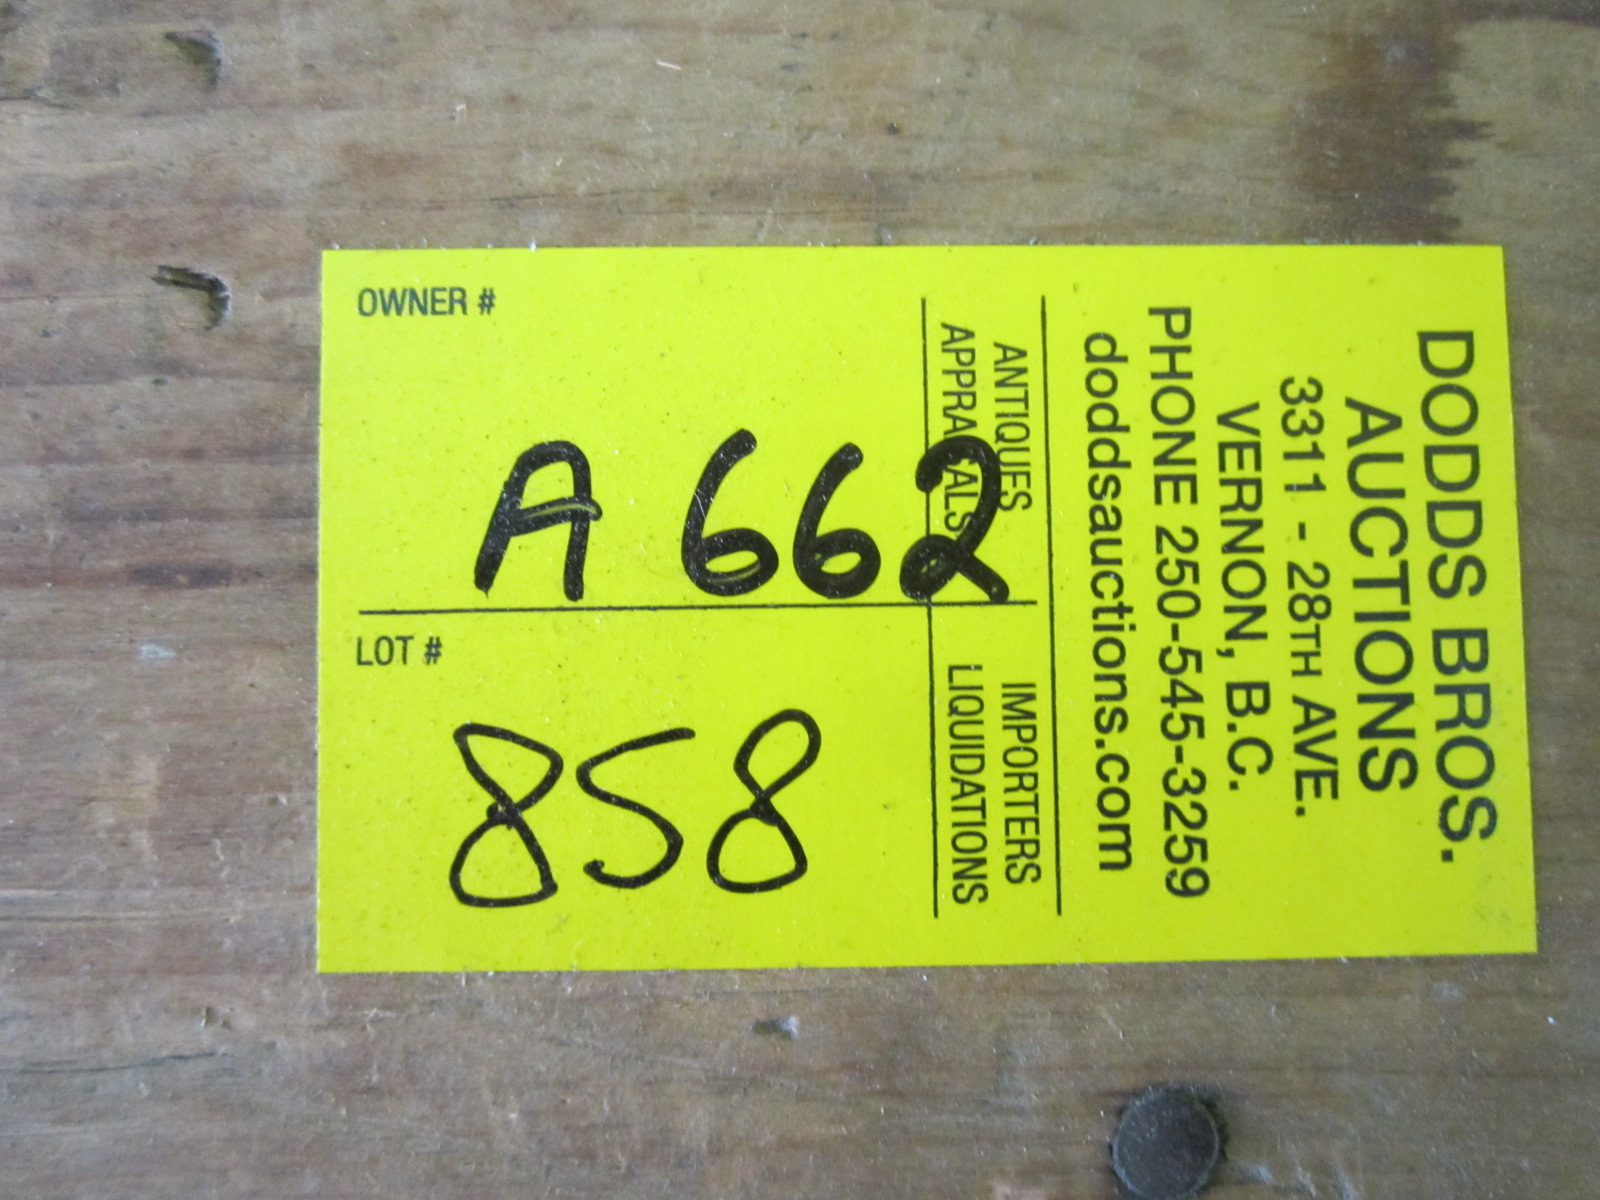 DODDS BROS.
AUCTIONS
3311 - 28TH AVE.
VERNON, B.C.
PHONE 250-545-3259
doddsauctions.com
ANTIQUES IMPORTERS
APPRAISALS LIQUIDATIONS
OWNER #
A 662
LOT #
858